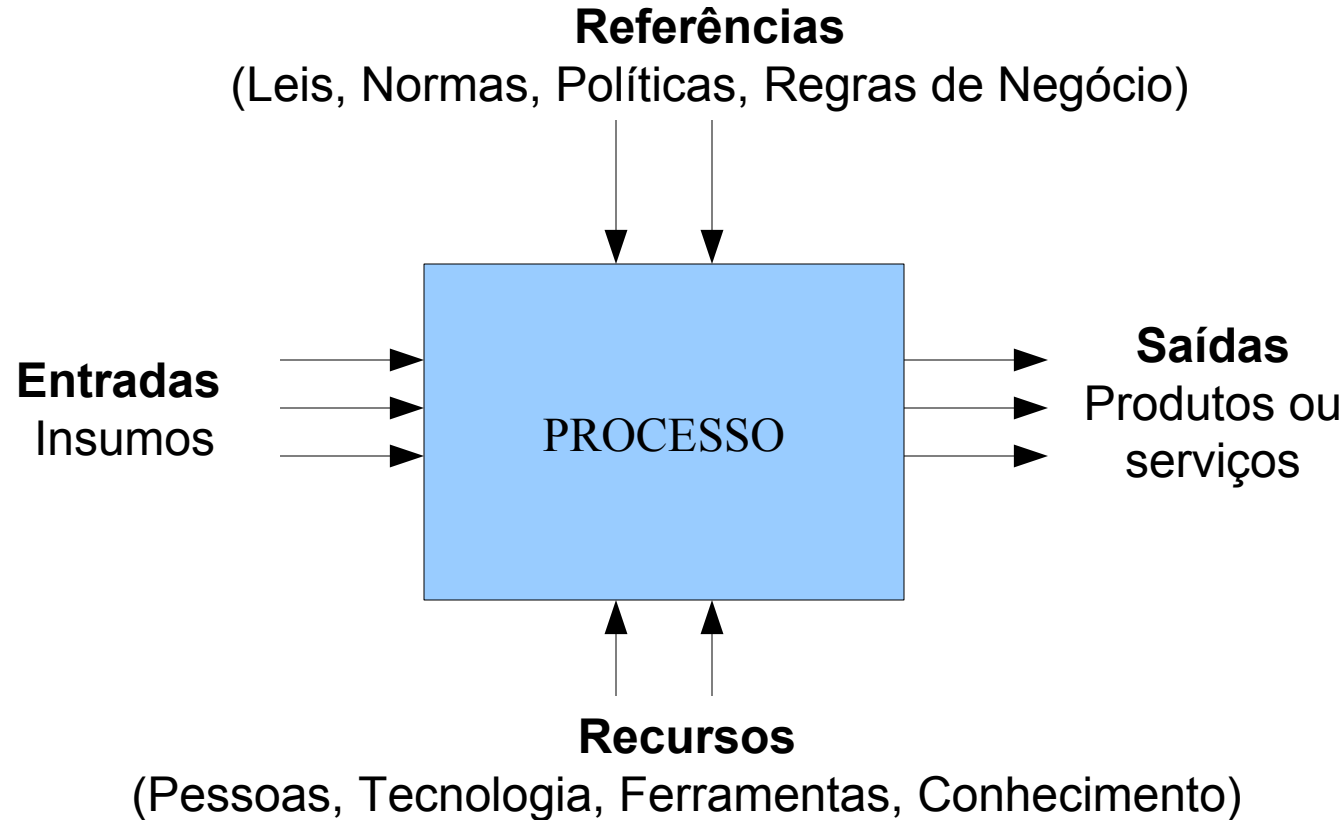 Referências
(Leis, Normas, Políticas, Regras de Negócio)
Entradas
Insumos
PROCESSO
Saídas
Produtos ou
serviços
Recursos
(Pessoas, Tecnologia, Ferramentas, Conhecimento)